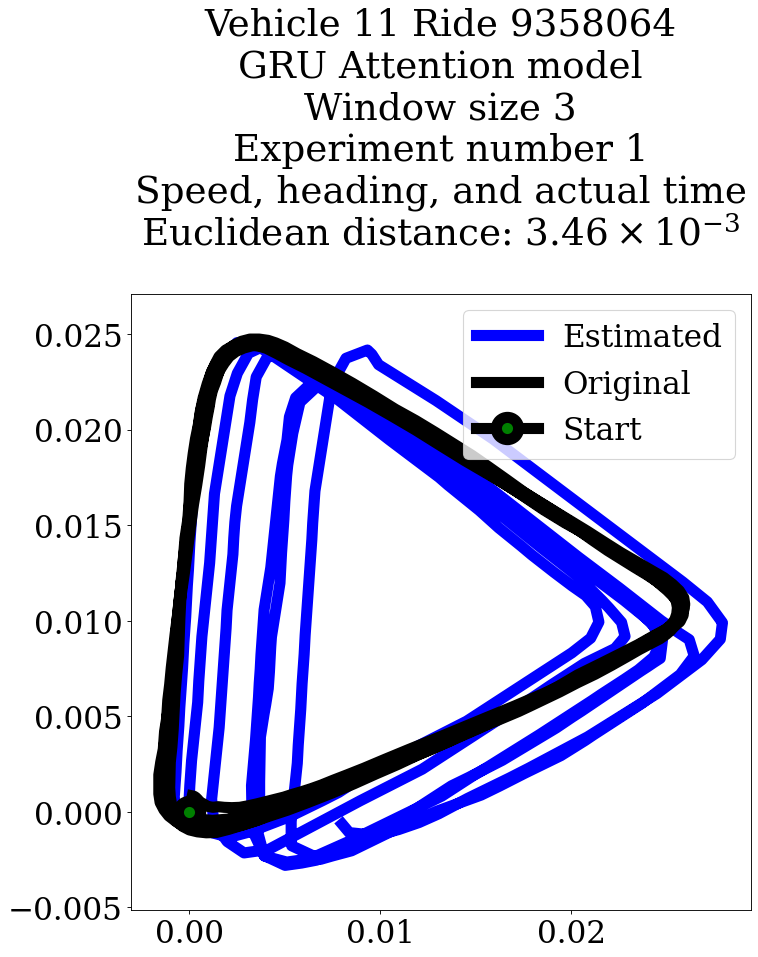 Vehicle 11 Ride 9358064
GRU Attention model
Window size 3
Experiment number 1
Speed, heading, and actual time
Euclidean distance: 3.46 × 10⁻³
Estimated
Original
Start
0.025
0.020
0.015
0.010
0.005
0.000
−0.005
0.00 0.01 0.02